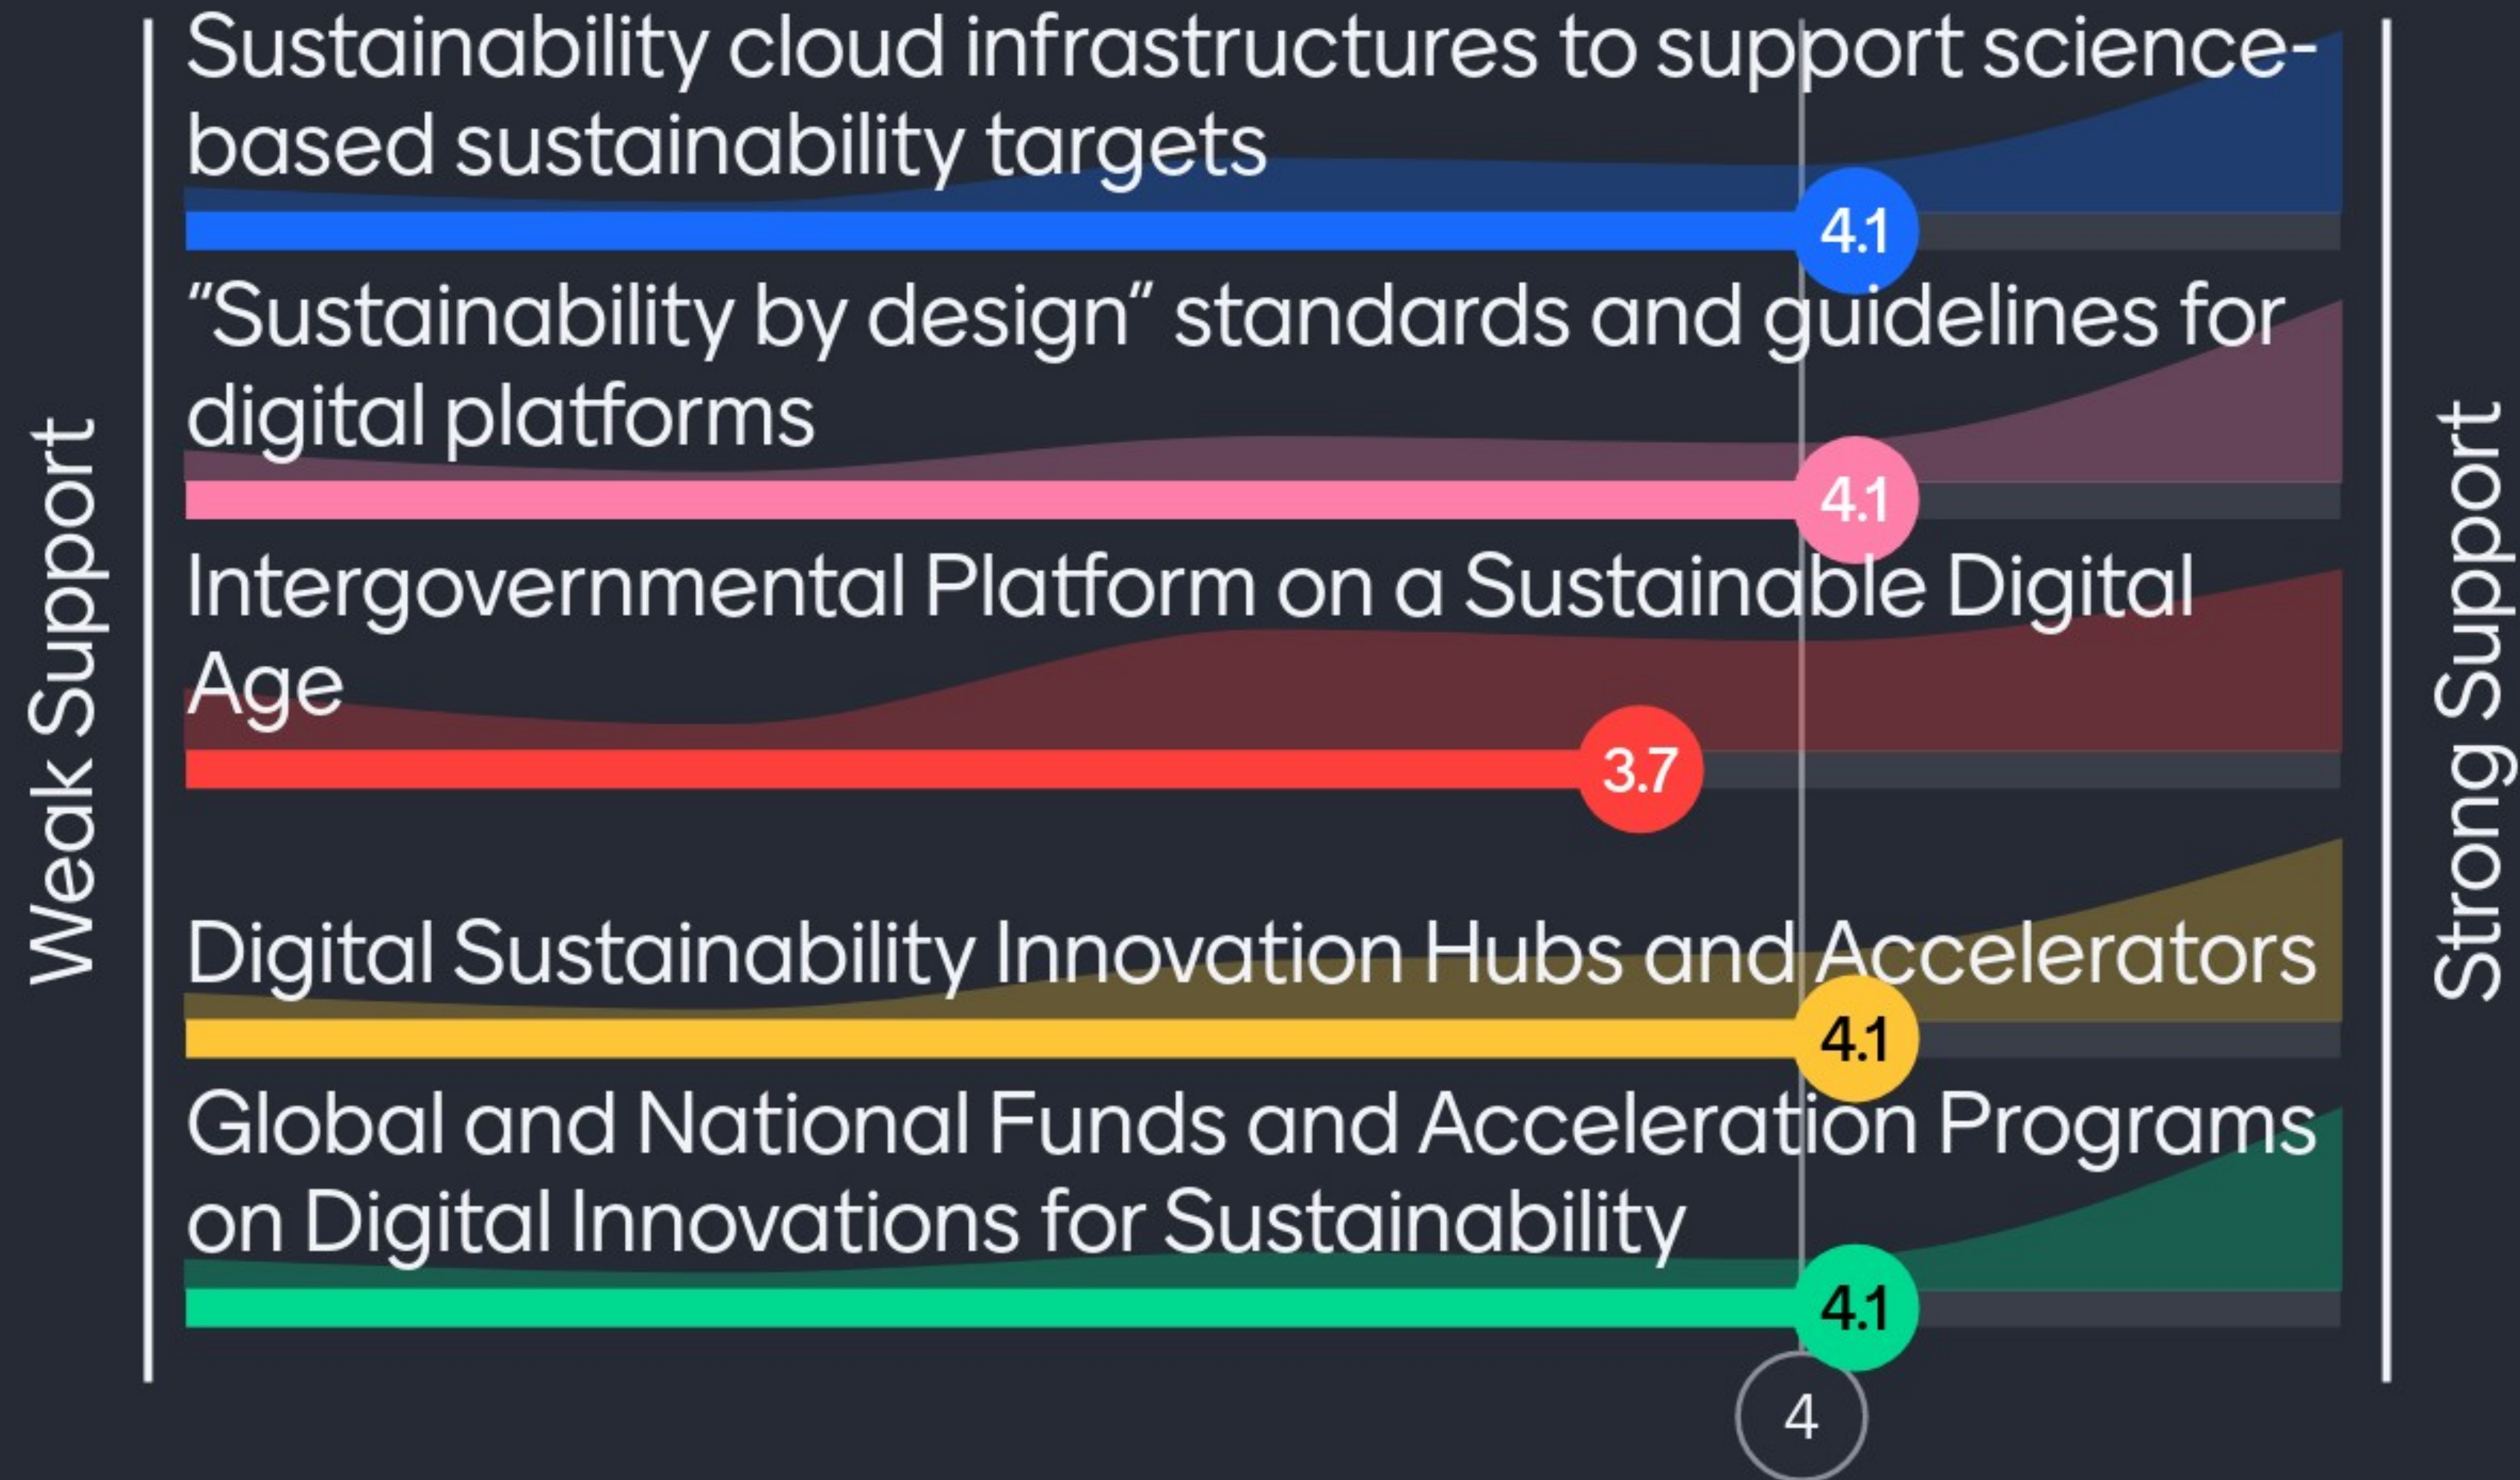 Sustainability cloud infrastructures to support science-
based sustainability targets
4.1
“Sustainability by design” standards and guidelines for
digital platforms
4.1
Intergovernmental Platform on a Sustainable Digital
Age
3.7
Digital Sustainability Innovation Hubs and Accelerators
4.1
Global and National Funds and Acceleration Programs
on Digital Innovations for Sustainability
4.1
4
Weak Support
Strong Support